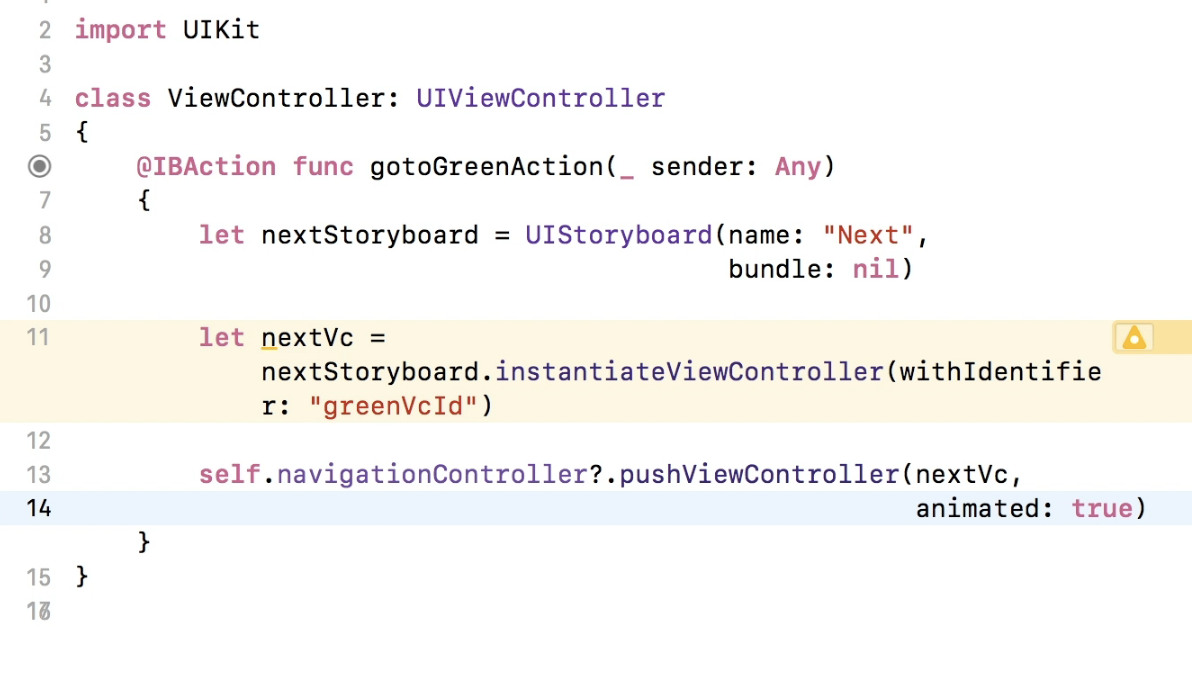 2 import UIKit
3
4 class ViewController: UIViewController
5 {
@IBAction func gotoGreenAction(_ sender: Any)
7 {
8 let nextStoryboard = UIStoryboard(name: "Next",
9 bundle: nil)
10
11 let nextVc =
nextStoryboard.instantiateViewController(withIdentifie
r: "greenVcId")
12
13 self.navigationController?.pushViewController(nextVc,
14 animated: true)
}
15 }